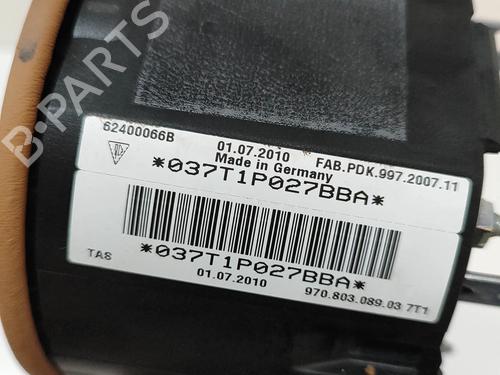 B-PARTS
62400066B
01.07.2010
FAB.PDK.997.2007.11
Made in Germany
*037T1P027BBA*
*037T1P027BBA*
TA8
01.07.2010
970.803.089.03 7T1